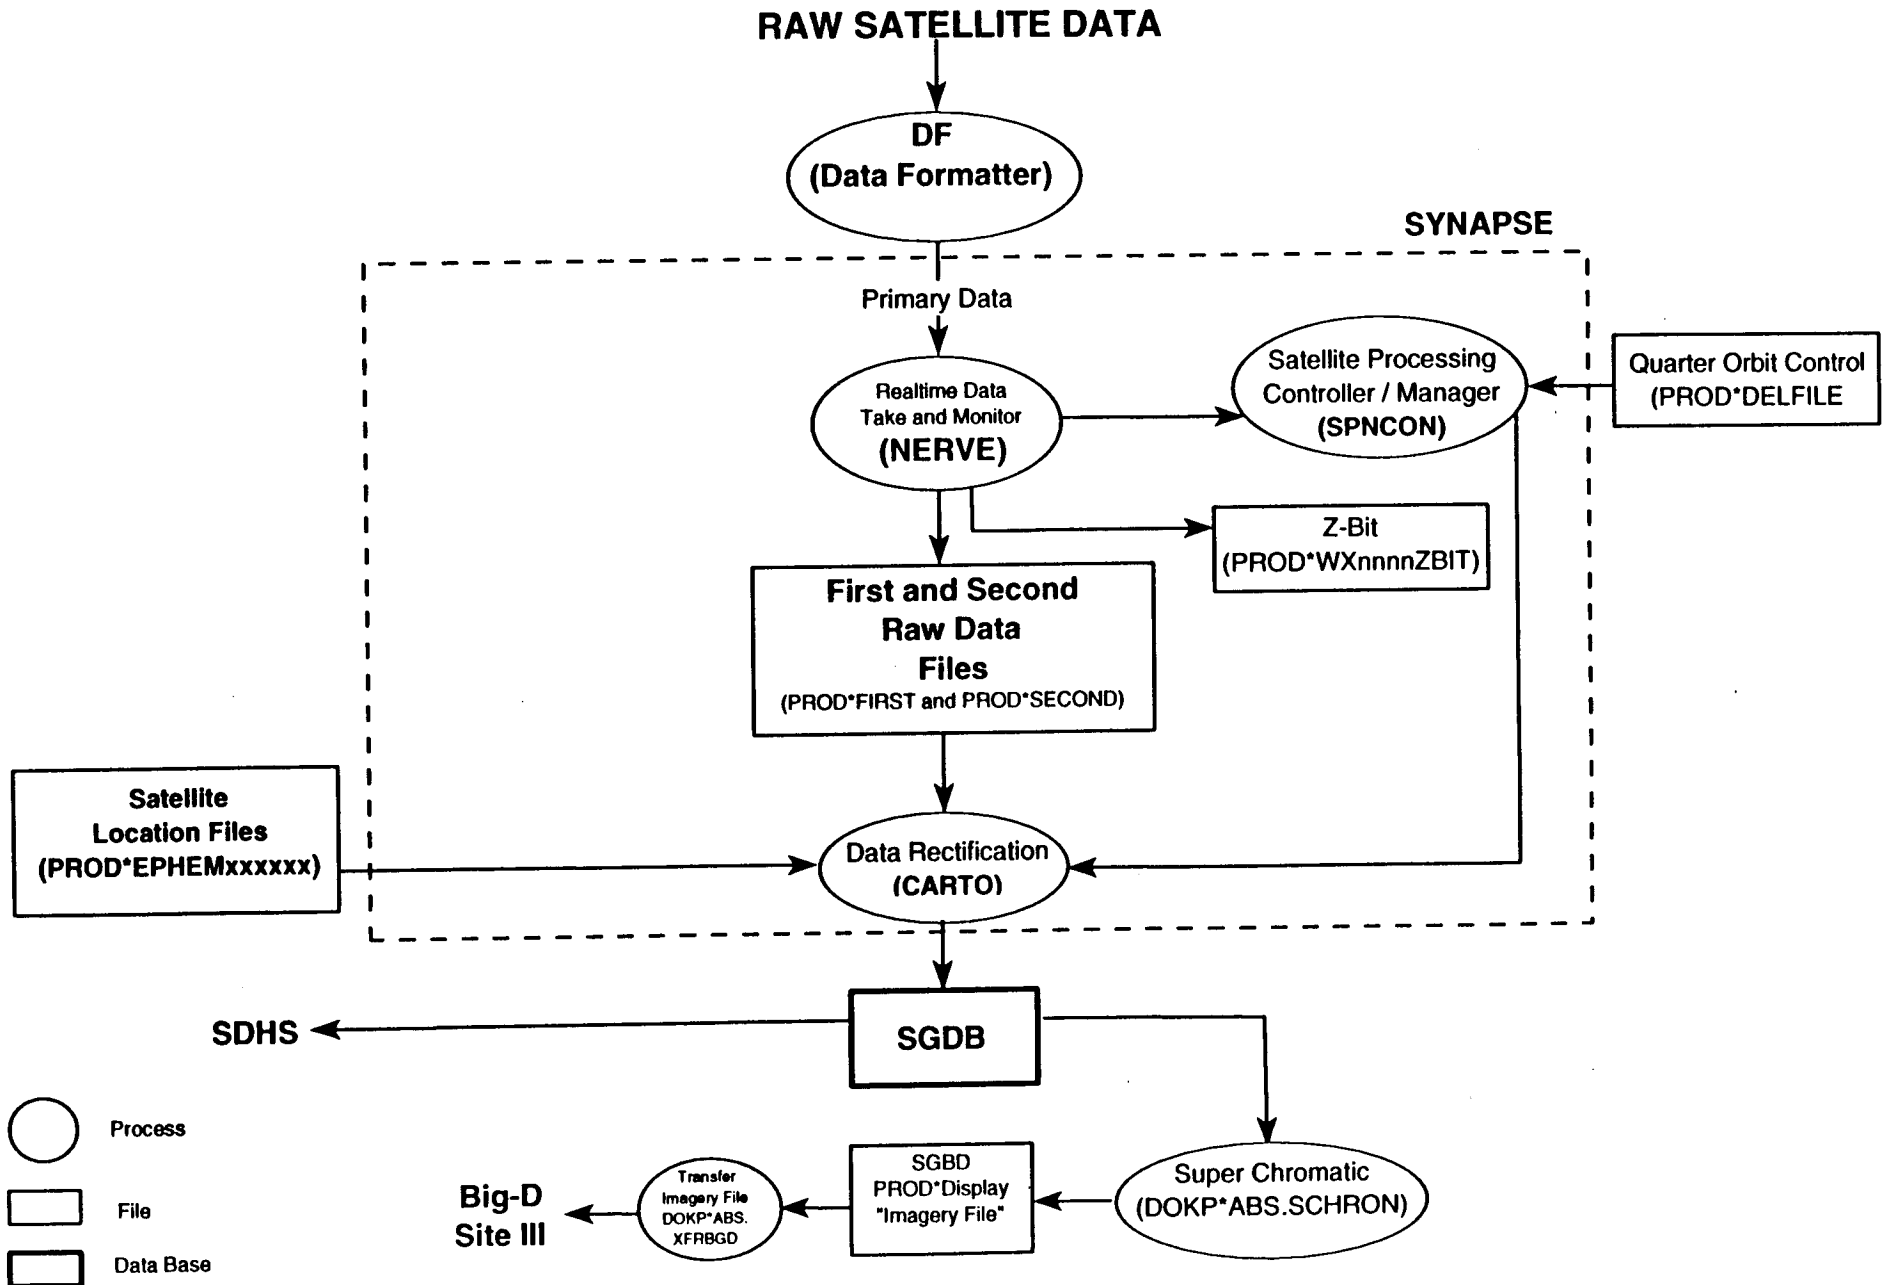 RAW SATELLITE DATA
DF
(Data Formatter)
SYNAPSE
Primary Data
Realtime Data
Take and Monitor
(NERVE)
Satellite Processing
Controller / Manager
(SPNCON)
Quarter Orbit Control
(PROD*DELFILE
Z-Bit
(PROD*WXnnnnZBIT)
First and Second
Raw Data
Files
(PROD*FIRST and PROD*SECOND)
Satellite
Location Files
(PROD*EPHEMxxxxxx)
Data Rectification
(CARTO)
SGDB
SDHS
Super Chromatic
(DOKP*ABS.SCHRON)
SGBD
PROD*Display
"Imagery File"
Transfer
Imagery File
DOKP*ABS.
XFRBGD
Big-D
Site III
Process
File
Data Base